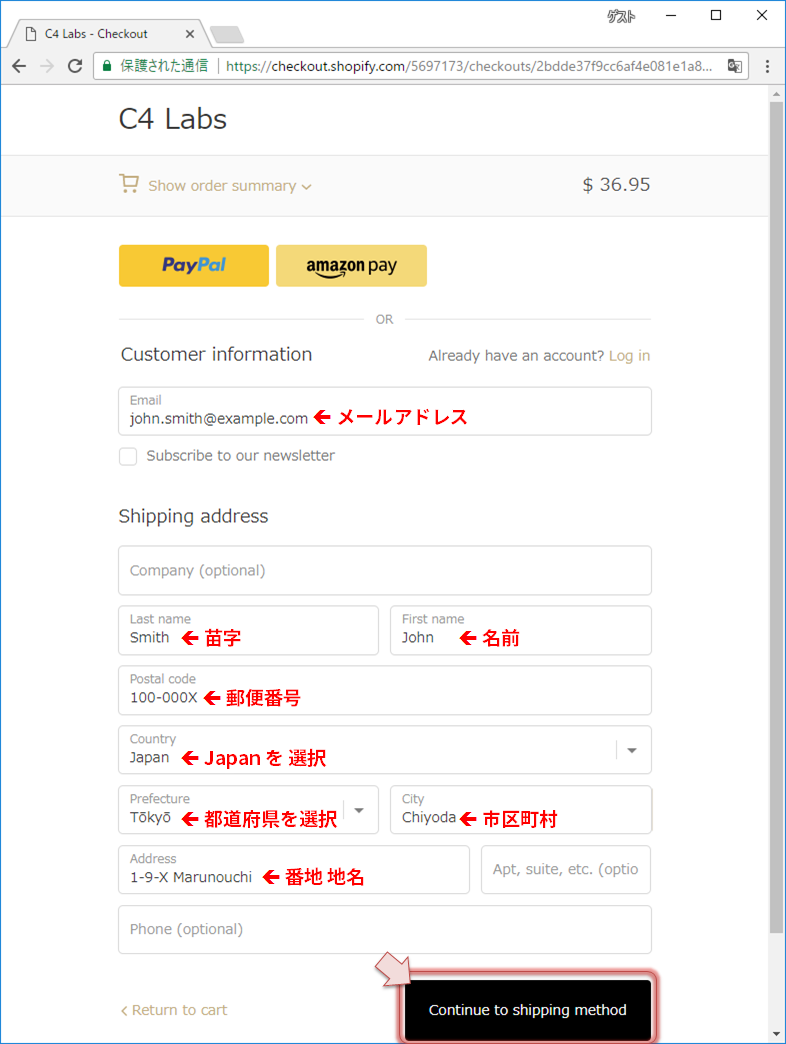 ゲスト
C4 Labs - Checkout
保護された通信 https://checkout.shopify.com/5697173/checkouts/2bdde37f9cc6af4e081e1a8...
C4 Labs
Show order summary $ 36.95
PayPal amazon pay
OR
Customer information Already have an account? Log in
Email
john.smith@example.com ← メールアドレス
Subscribe to our newsletter
Shipping address
Company (optional)
Last name First name
Smith ← 苗字 John ← 名前
Postal code
100-000X ← 郵便番号
Country
Japan ← Japan を 選択
Prefecture City
Tōkyō ← 都道府県を選択 Chiyoda ← 市区町村
Address
1-9-X Marunouchi ← 番地 地名 Apt, suite, etc. (optio
Phone (optional)
Return to cart Continue to shipping method